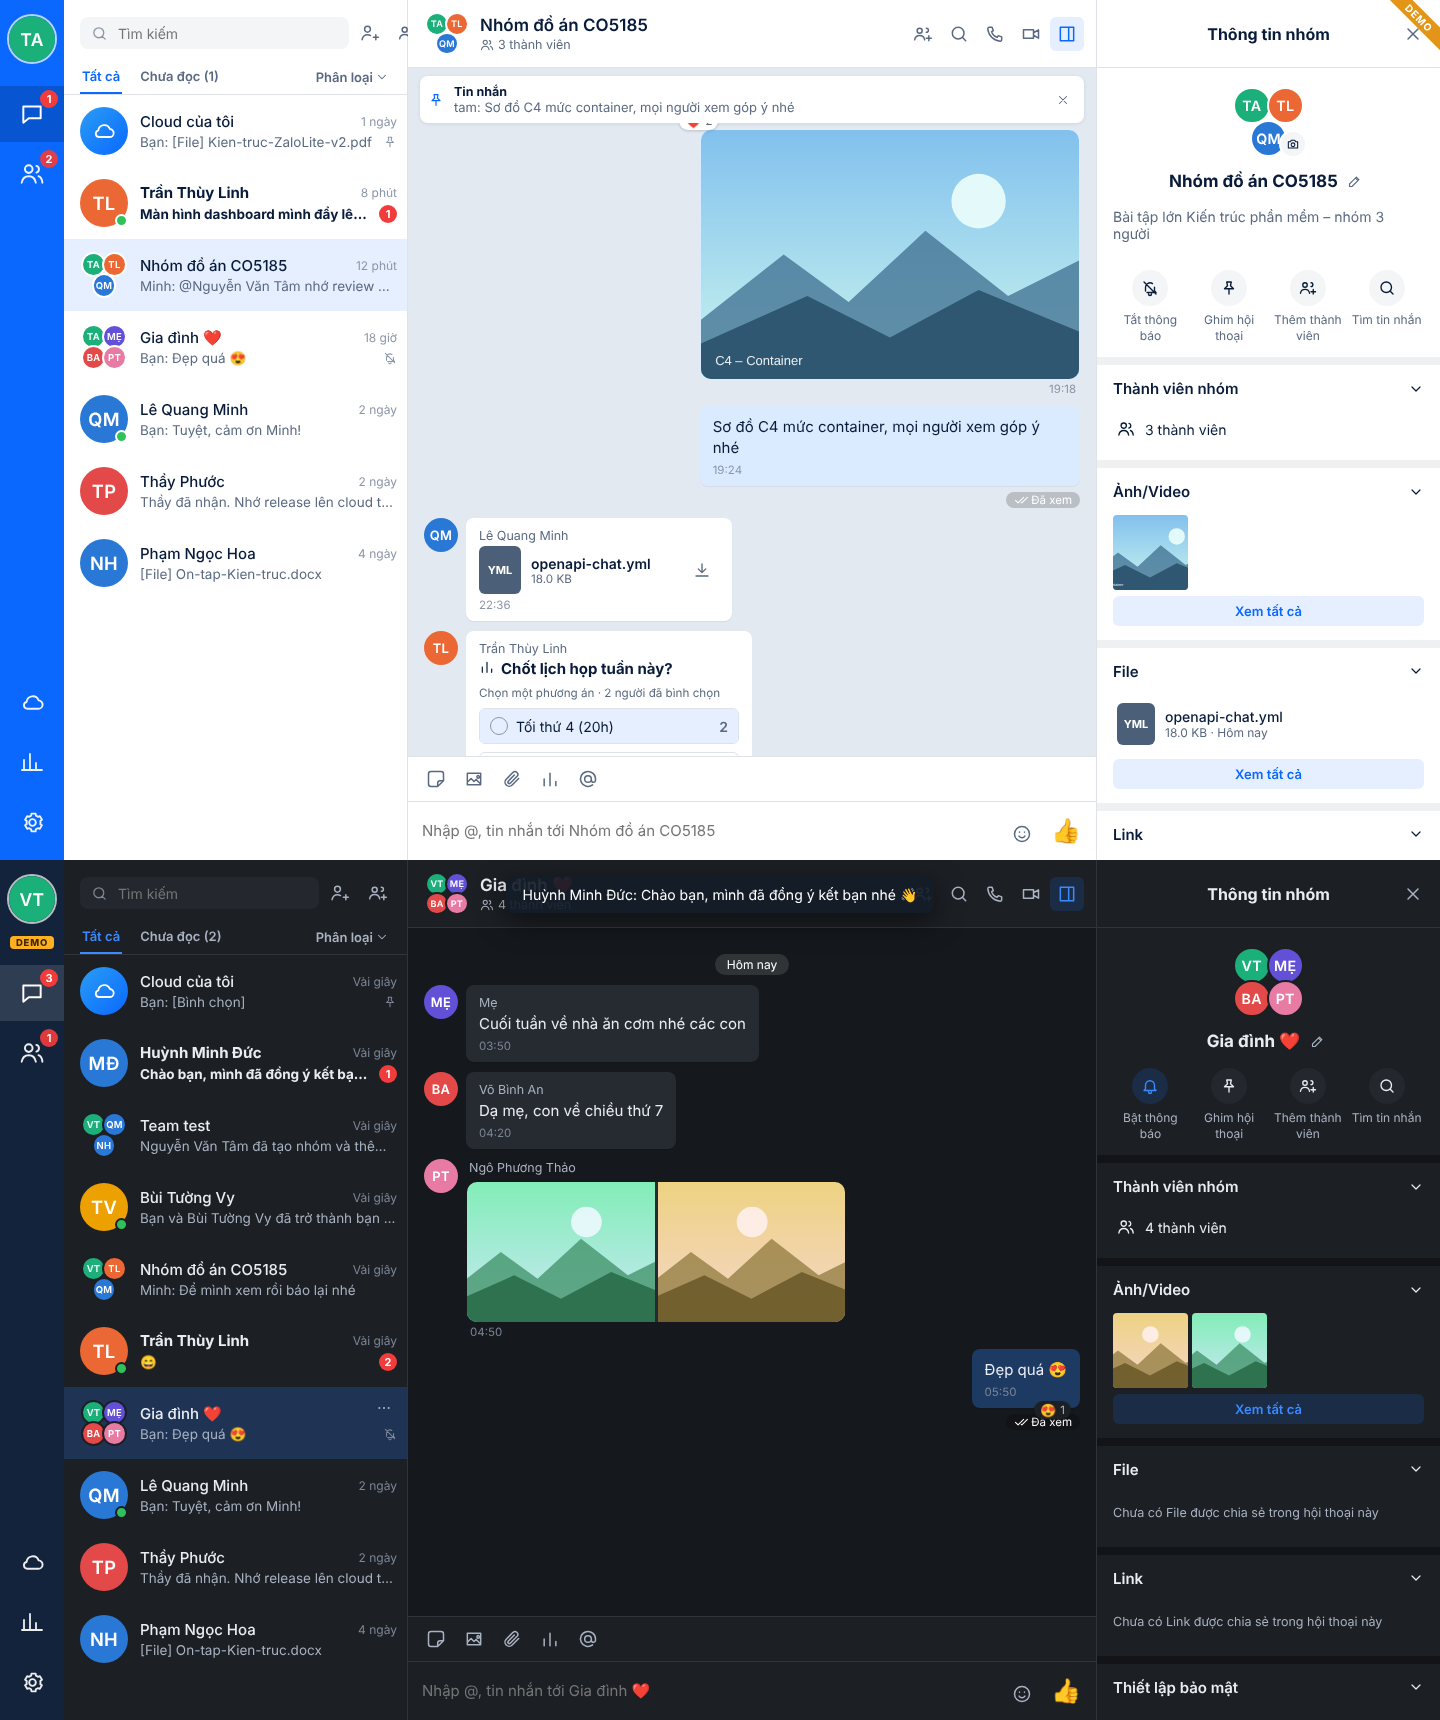 TA
1
2
Tìm kiếm
Tất cả
Chưa đọc (1)
Phân loại
Cloud của tôi
1 ngày
Bạn: [File] Kien-truc-ZaloLite-v2.pdf
TL
Trần Thùy Linh
8 phút
Màn hình dashboard mình đẩy lê...
1
TA
TL
QM
Nhóm đồ án CO5185
12 phút
Minh: @Nguyễn Văn Tâm nhớ review ...
TA
MẸ
BA
PT
Gia đình ❤️
18 giờ
Bạn: Đẹp quá 😍
QM
Lê Quang Minh
2 ngày
Bạn: Tuyệt, cảm ơn Minh!
TP
Thầy Phước
2 ngày
Thầy đã nhận. Nhớ release lên cloud t...
NH
Phạm Ngọc Hoa
4 ngày
[File] On-tap-Kien-truc.docx
TA
TL
QM
Nhóm đồ án CO5185
3 thành viên
Tin nhắn
tam: Sơ đồ C4 mức container, mọi người xem góp ý nhé
C4 – Container
19:18
Sơ đồ C4 mức container, mọi người xem góp ý
nhé
19:24
Đã xem
QM
Lê Quang Minh
YML
openapi-chat.yml
18.0 KB
22:36
TL
Trần Thùy Linh
Chốt lịch họp tuần này?
Chọn một phương án · 2 người đã bình chọn
Tối thứ 4 (20h)
2
Nhập @, tin nhắn tới Nhóm đồ án CO5185
👍
Thông tin nhóm
DEMO
TA
TL
QM
Nhóm đồ án CO5185
Bài tập lớn Kiến trúc phần mềm – nhóm 3
người
Tắt thông
báo
Ghim hội
thoại
Thêm thành
viên
Tìm tin nhắn
Thành viên nhóm
3 thành viên
Ảnh/Video
Xem tất cả
File
YML
openapi-chat.yml
18.0 KB · Hôm nay
Xem tất cả
Link
VT
DEMO
3
1
Tìm kiếm
Tất cả
Chưa đọc (2)
Phân loại
Cloud của tôi
Vài giây
Bạn: [Bình chọn]
MĐ
Huỳnh Minh Đức
Vài giây
Chào bạn, mình đã đồng ý kết bạ...
1
VT
QM
NH
Team test
Vài giây
Nguyễn Văn Tâm đã tạo nhóm và thê...
TV
Bùi Tường Vy
Vài giây
Bạn và Bùi Tường Vy đã trở thành bạn ...
VT
TL
QM
Nhóm đồ án CO5185
Vài giây
Minh: Để mình xem rồi báo lại nhé
TL
Trần Thùy Linh
Vài giây
😄
2
VT
MẸ
BA
PT
Gia đình ❤️
...
Bạn: Đẹp quá 😍
QM
Lê Quang Minh
2 ngày
Bạn: Tuyệt, cảm ơn Minh!
TP
Thầy Phước
2 ngày
Thầy đã nhận. Nhớ release lên cloud t...
NH
Phạm Ngọc Hoa
4 ngày
[File] On-tap-Kien-truc.docx
VT
MẸ
BA
PT
Gia
4
Huỳnh Minh Đức: Chào bạn, mình đã đồng ý kết bạn nhé 👋
Hôm nay
MẸ
Mẹ
Cuối tuần về nhà ăn cơm nhé các con
03:50
BA
Võ Bình An
Dạ mẹ, con về chiều thứ 7
04:20
PT
Ngô Phương Thảo
04:50
Đẹp quá 😍
05:50
😍 1
Đã xem
Nhập @, tin nhắn tới Gia đình ❤️
👍
Thông tin nhóm
VT
MẸ
BA
PT
Gia đình ❤️
Bật thông
báo
Ghim hội
thoại
Thêm thành
viên
Tìm tin nhắn
Thành viên nhóm
4 thành viên
Ảnh/Video
Xem tất cả
File
Chưa có File được chia sẻ trong hội thoại này
Link
Chưa có Link được chia sẻ trong hội thoại này
Thiết lập bảo mật